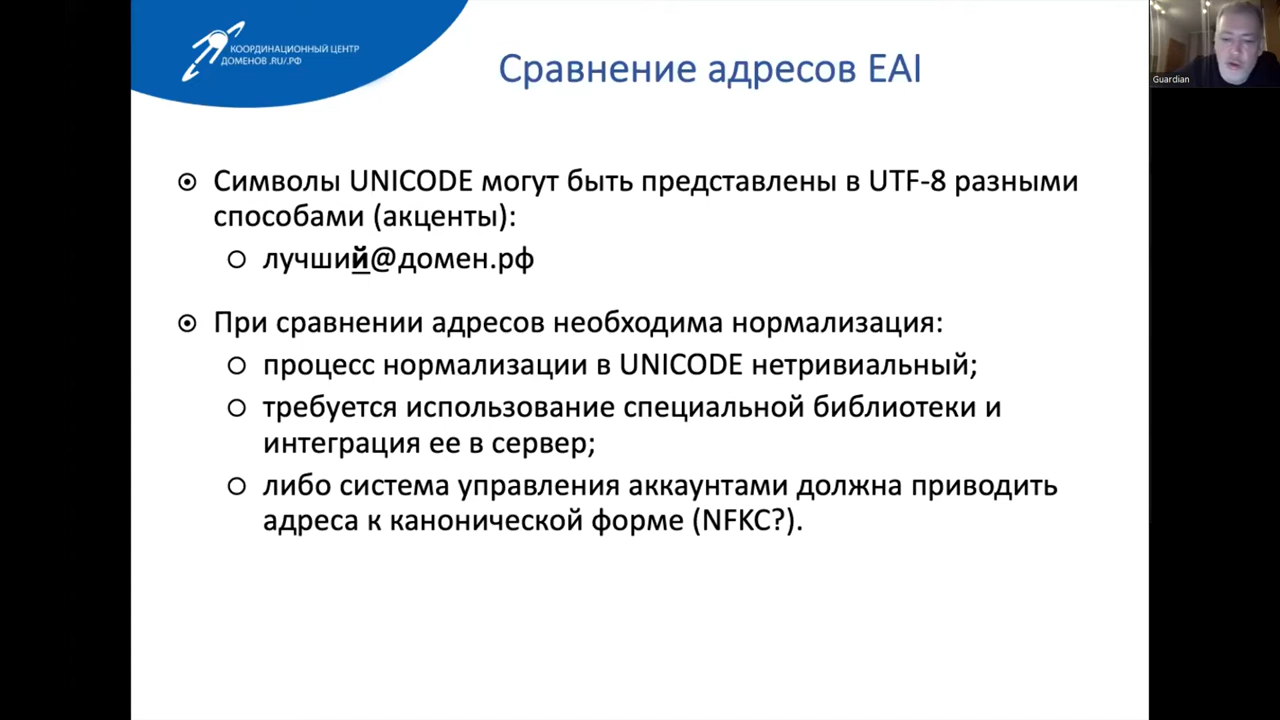 КООРДИНАЦИОННЫЙ ЦЕНТР
ДОМЕНОВ .RU/.РФ
Сравнение адресов EAI
Символы UNICODE могут быть представлены в UTF-8 разными
способами (акценты):
лучший@домен.рф
При сравнении адресов необходима нормализация:
процесс нормализации в UNICODE нетривиальный;
требуется использование специальной библиотеки и
интеграция ее в сервер;
либо система управления аккаунтами должна приводить
адреса к канонической форме (NFKC?).
Guardian